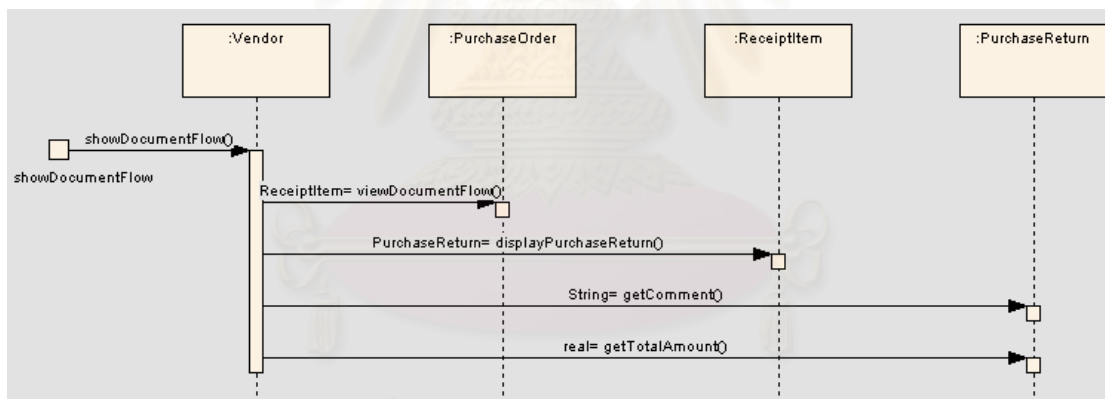 :Vendor
:PurchaseOrder
:ReceiptItem
:PurchaseReturn
showDocumentFlow()
showDocumentFlow
ReceiptItem= viewDocumentFlow()
PurchaseReturn= displayPurchaseReturn()
String= getComment()
real= getTotalAmount()